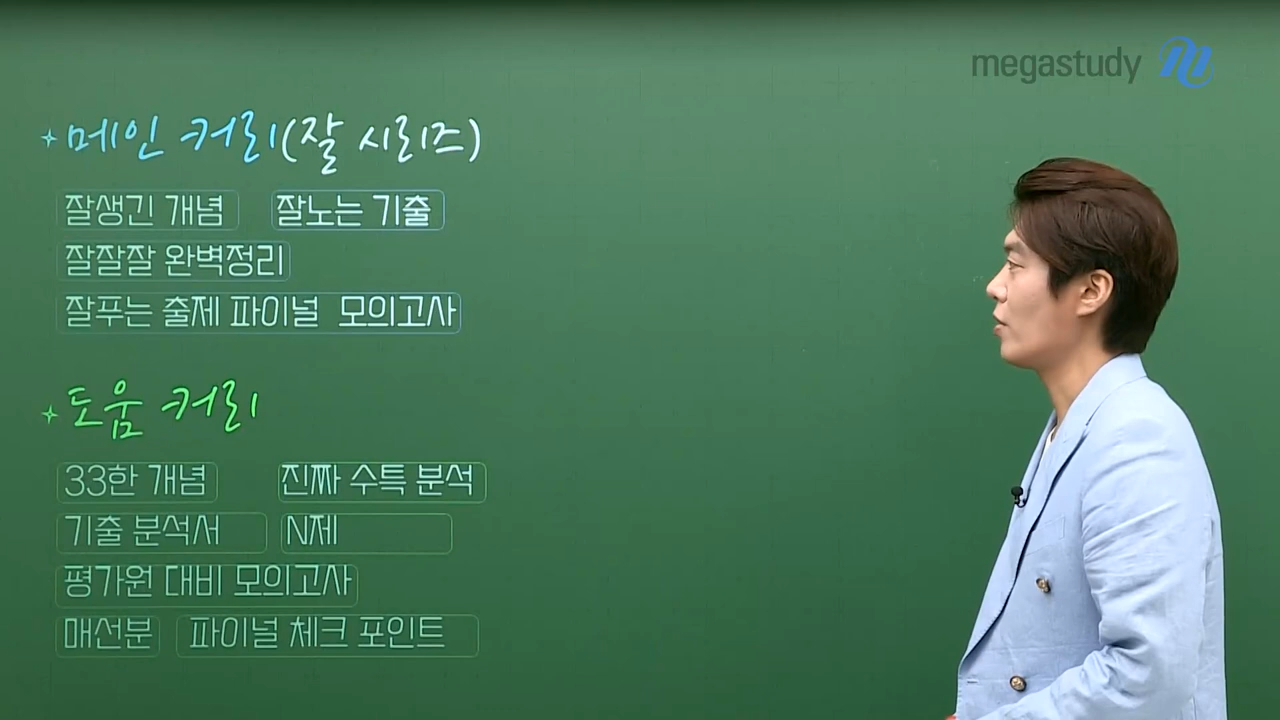 megastudy
메인 커리(잘 시리즈)
잘생긴 개념 잘노는 기출
잘잘잘 완벽정리
잘푸는 출제 파이널 모의고사
도움 커리
33한 개념 진짜 수특 분석
기출 분석서 N제
평가원 대비 모의고사
매선분 파이널 체크 포인트